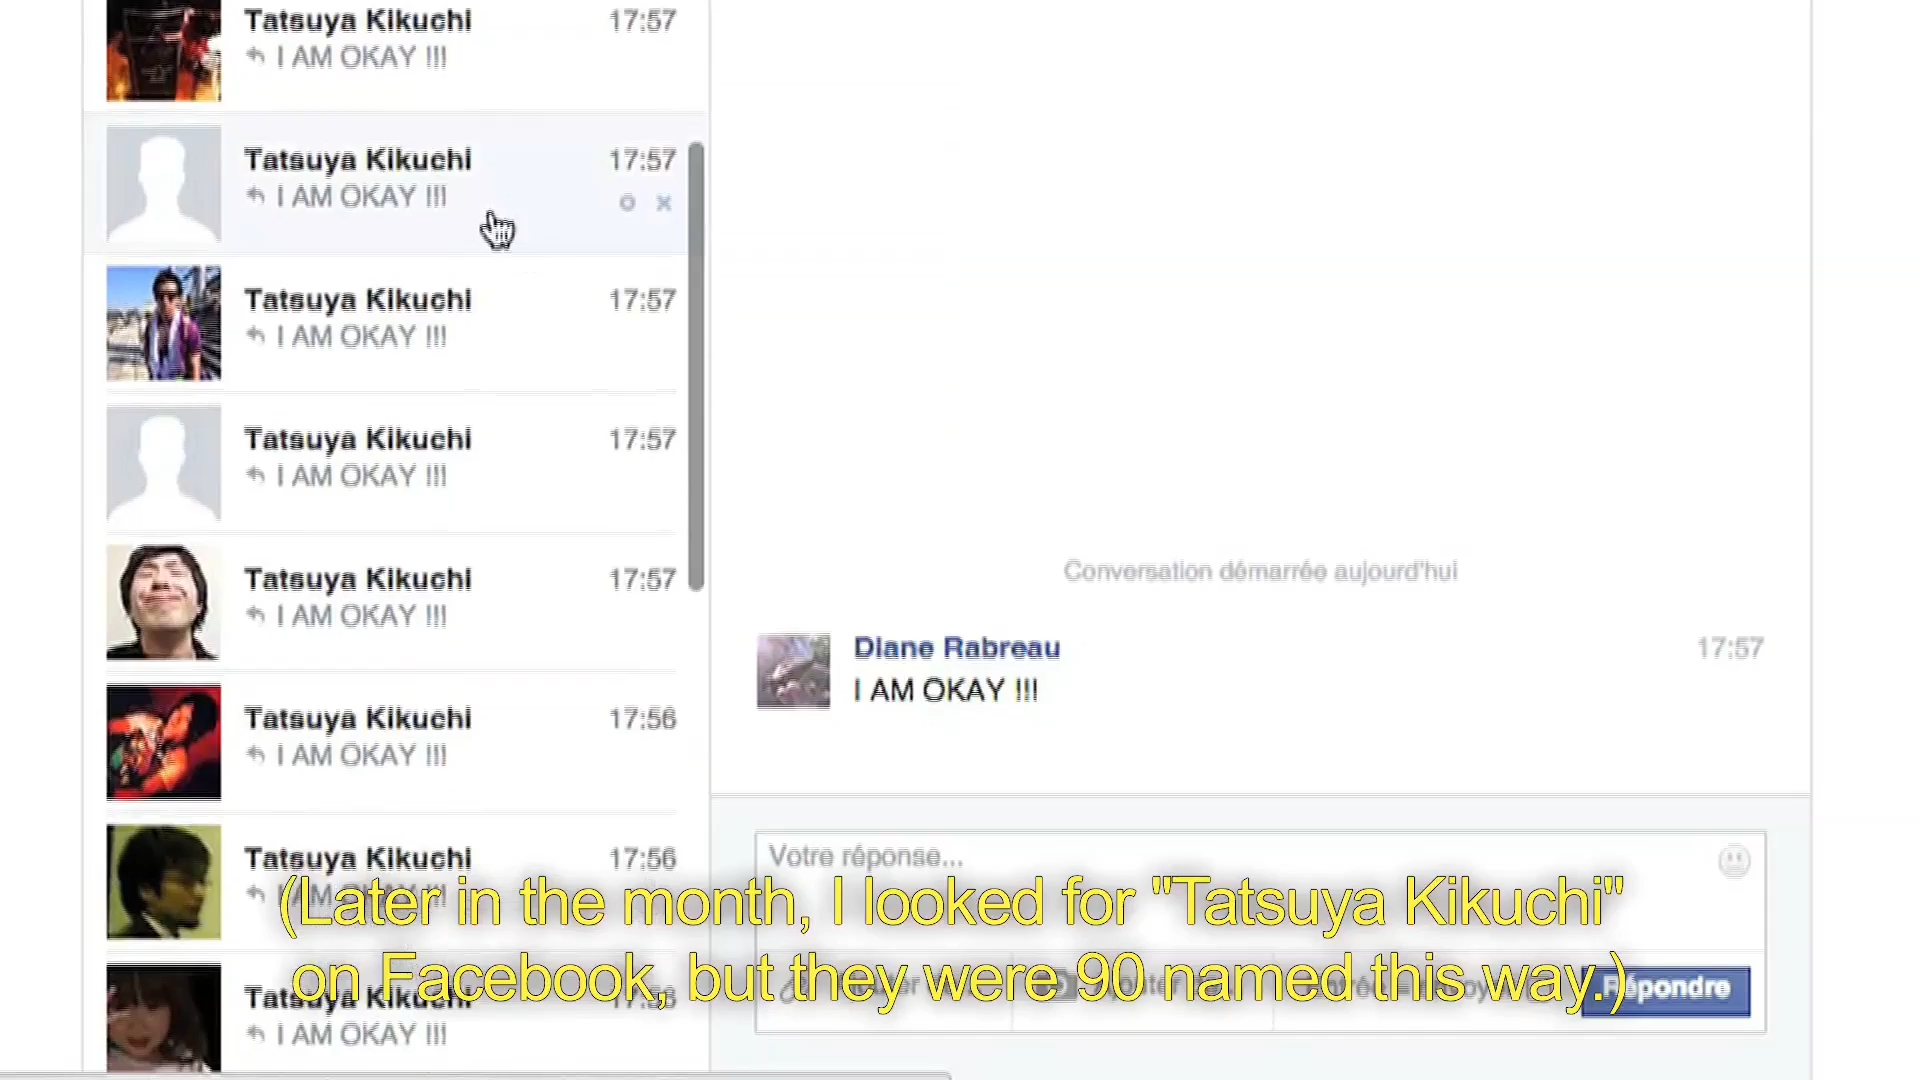 Tatsuya Kikuchi 17:57
I AM OKAY !!!
Tatsuya Kikuchi 17:57
I AM OKAY !!!
Tatsuya Kikuchi 17:57
I AM OKAY !!!
Tatsuya Kikuchi 17:57
I AM OKAY !!!
Tatsuya Kikuchi 17:57
I AM OKAY !!!
Tatsuya Kikuchi 17:56
I AM OKAY !!!
Tatsuya Kikuchi 17:56
I AM OKAY !!!
Tatsuya Kikuchi
I AM OKAY !!!
Conversation démarrée aujourd'hui
Diane Rabreau 17:57
I AM OKAY !!!
Votre réponse...
Répondre
(Later in the month, I looked for "Tatsuya Kikuchi"
on Facebook, but they were 90 named this way.)